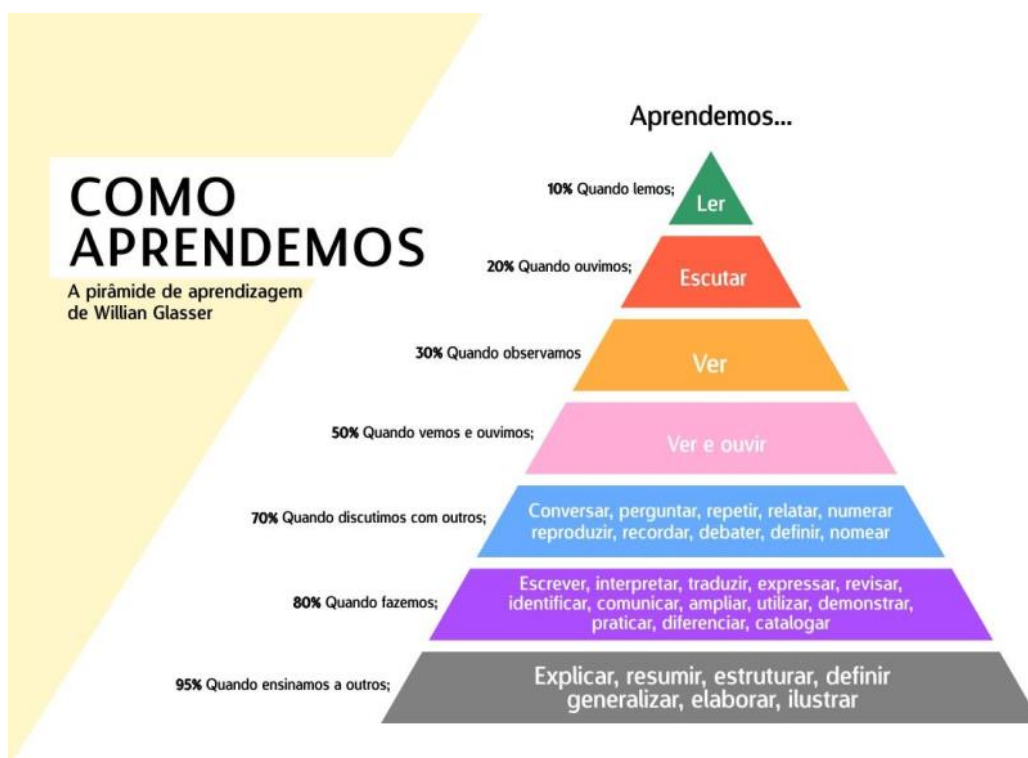 COMO
APRENDEMOS
A pirâmide de aprendizagem
de Willian Glasser
Aprendemos...
10% Quando lemos;
Ler
20% Quando ouvimos;
Escutar
30% Quando observamos
Ver
50% Quando vemos e ouvimos;
Ver e ouvir
70% Quando discutimos com outros;
Conversar, perguntar, repetir, relatar, numerar
reproduzir, recordar, debater, definir, nomear
80% Quando fazemos;
Escrever, interpretar, traduzir, expressar, revisar,
identificar, comunicar, ampliar, utilizar, demonstrar,
praticar, diferenciar, catalogar
95% Quando ensinamos a outros;
Explicar, resumir, estruturar, definir
generalizar, elaborar, ilustrar